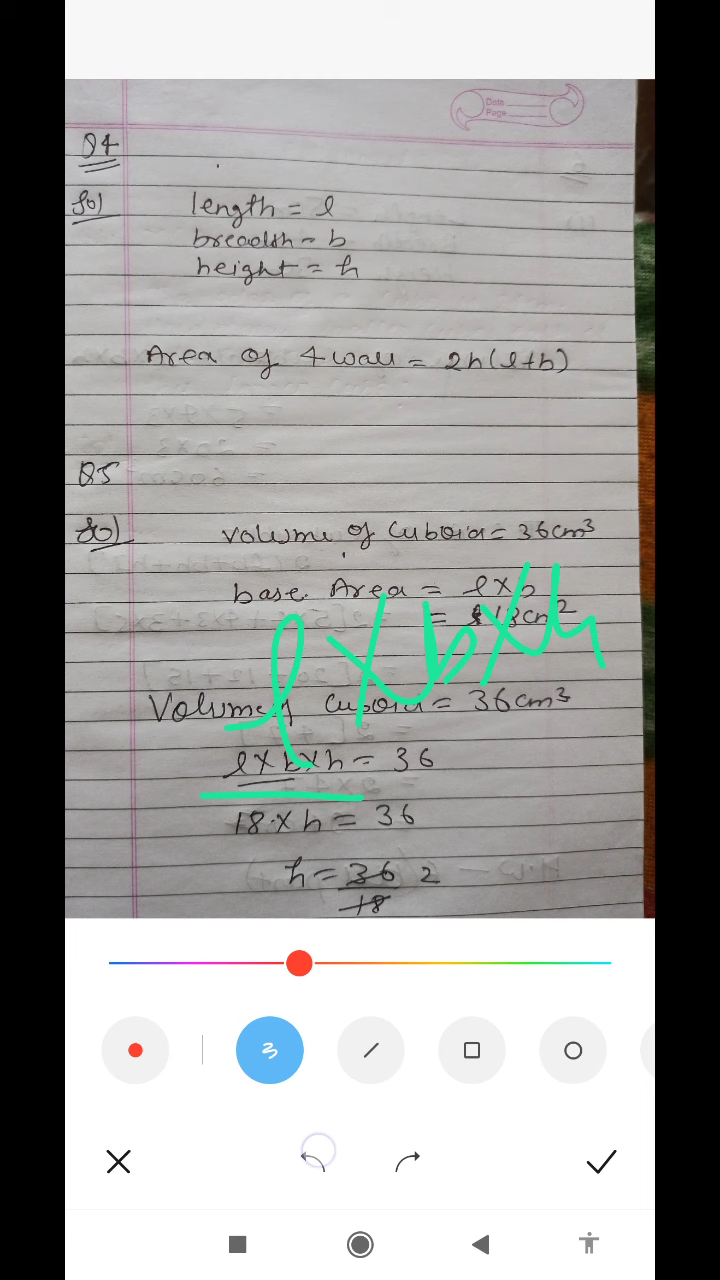 Date
Page
Q4
Sol length = l
breadth = b
height = h
Area of 4 wall = 2h(l+b)
Q5
Sol Volume of Cuboid = 36cm³
base Area = l×b
= 18cm²
l×b×h
Volume of Cuboid = 36cm³
l×b×h = 36
18×h = 36
h = 36 2
18